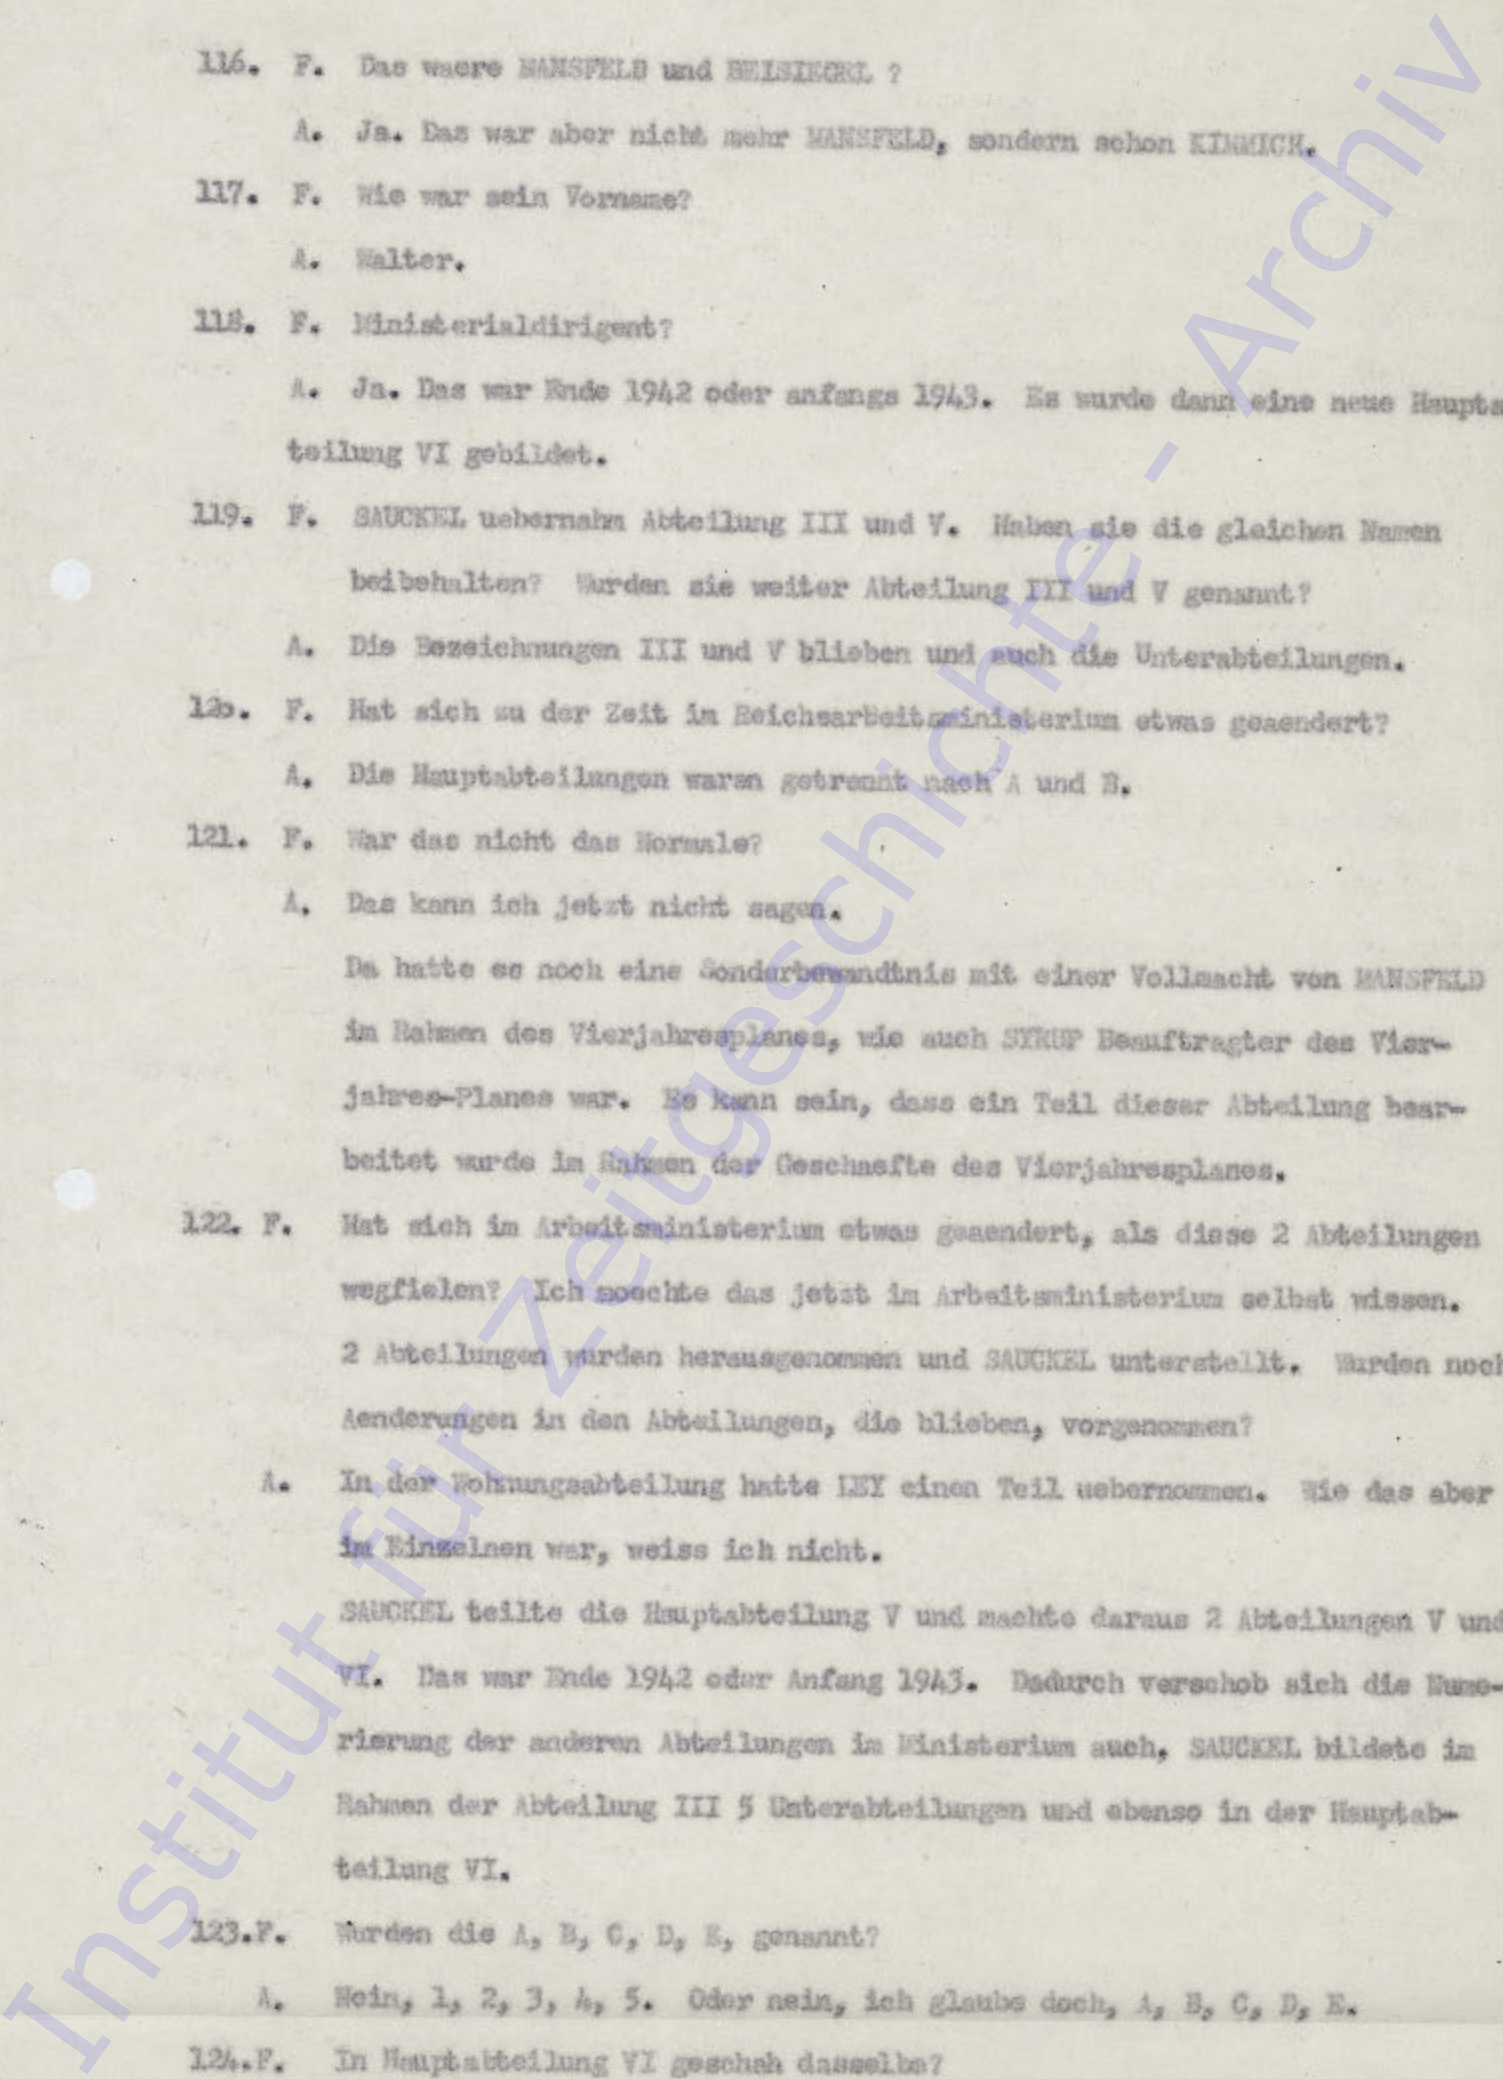 116. F. Das waere MANSFELD und BEISIEGEL ?
A. Ja. Das war aber nicht mehr MANSFELD, sondern schon KIMMICH.
117. F. Wie war sein Vorname?
A. Walter.
118. F. Ministerialdirigent?
A. Ja. Das war Ende 1942 oder anfangs 1943. Es wurde dann eine neue Haupta
teilung VI gebildet.
119. F. SAUCKEL uebernahm Abteilung III und V. Haben sie die gleichen Namen
beibehalten? Wurden sie weiter Abteilung III und V genannt?
A. Die Bezeichnungen III und V blieben und auch die Unterabteilungen.
12o. F. Hat sich zu der Zeit im Reichsarbeitsministerium etwas geaendert?
A. Die Hauptabteilungen waren getrennt nach A und B.
121. F. War das nicht das Normale?
A. Das kann ich jetzt nicht sagen.
Da hatte es noch eine Sonderbewandtnis mit einer Vollmacht von MANSFELD
im Rahmen des Vierjahresplanes, wie auch SYRUP Beauftragter des Vier-
jahres-Planes war. Es kann sein, dass ein Teil dieser Abteilung bear-
beitet wurde im Rahmen der Geschaefte des Vierjahresplanes.
122. F. Hat sich im Arbeitsministerium etwas geaendert, als diese 2 Abteilungen
wegfielen? Ich moechte das jetzt im Arbeitsministerium selbst wissen.
2 Abteilungen wurden herausgenommen und SAUCKEL unterstellt. Wurden noch
Aenderungen in den Abteilungen, die blieben, vorgenommen?
A. In der Wohnungsabteilung hatte LEY einen Teil uebernommen. Wie das aber
im Einzelnen war, weiss ich nicht.
SAUCKEL teilte die Hauptabteilung V und machte daraus 2 Abteilungen V und
VI. Das war Ende 1942 oder Anfang 1943. Dadurch verschob sich die Nume-
rierung der anderen Abteilungen im Ministerium auch, SAUCKEL bildete im
Rahmen der Abteilung III 5 Unterabteilungen und ebenso in der Hauptab-
teilung VI.
123.F. Wurden die A, B, C, D, E, genannt?
A. Nein, 1, 2, 3, 4, 5. Oder nein, ich glaube doch, A, B, C, D, E.
124.F. In Hauptabteilung VI geschah dasselbe?
Institut für Zeitgeschichte - Archiv